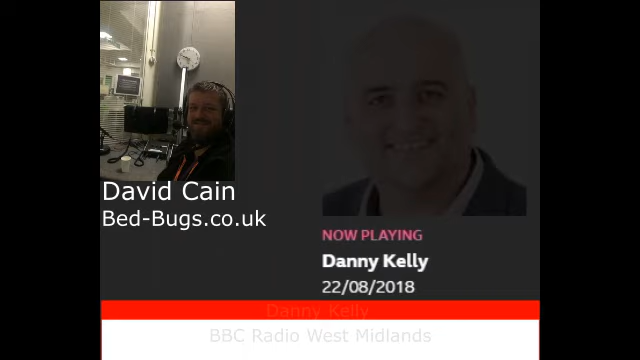 David Cain
Bed-Bugs.co.uk
NOW PLAYING
Danny Kelly
22/08/2018
Danny Kelly
BBC Radio West Midlands